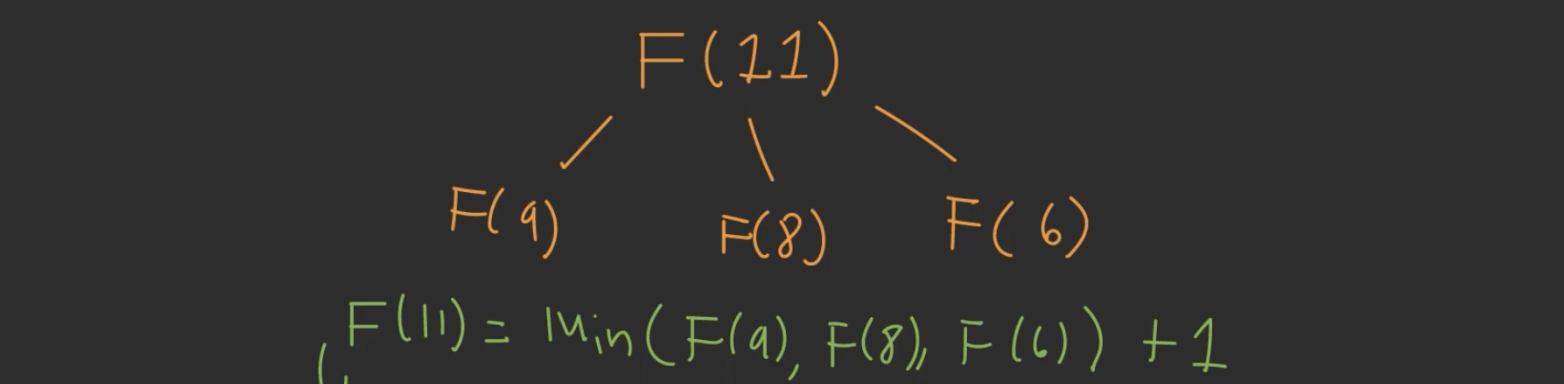 F(11)
F(9) F(8) F(6)
F(11) = Min(F(9), F(8), F(6)) + 1